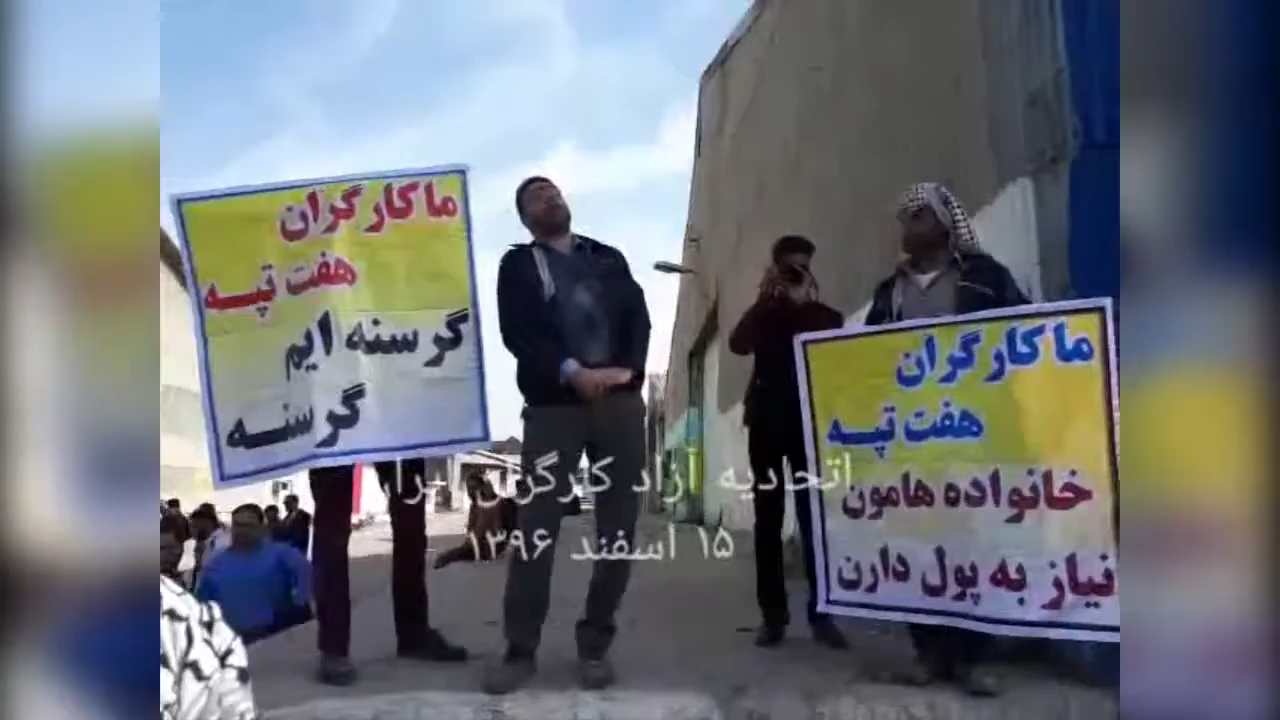 ما کارگران
هفت تپه
گرسنه ایم
گرسنه
ما کارگران
هفت تپه
خانواده هامون
نیاز به پول دارن
اتحادیه آزاد کارگران ایران
۱۵ اسفند ۱۳۹۶